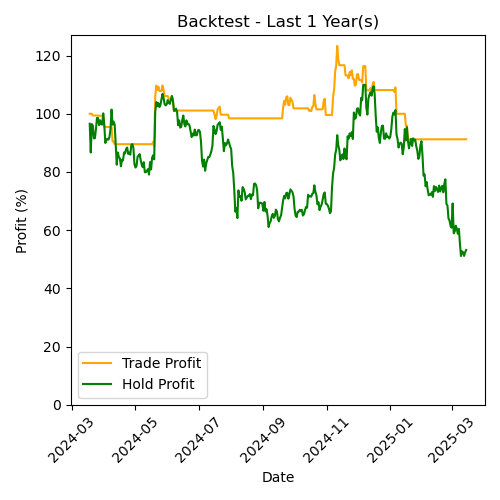 Backtest - Last 1 Year(s)
Profit (%)
120
100
80
60
40
20
0
Trade Profit
Hold Profit
2024-03
2024-05
2024-07
2024-09
2024-11
2025-01
2025-03
Date